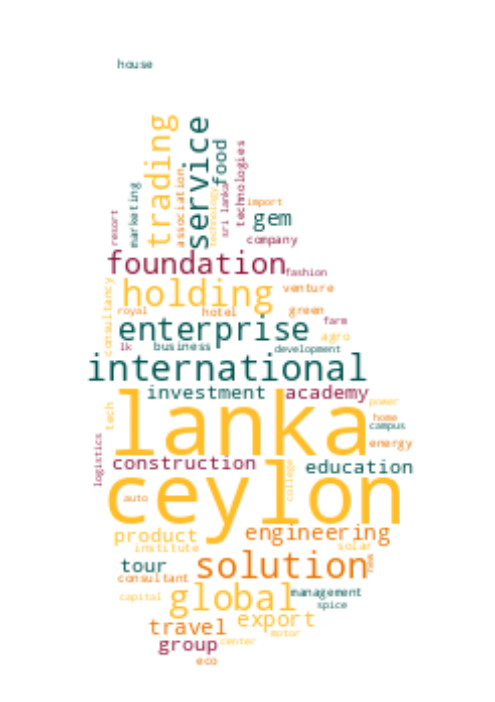 house
trading
service
food
technologies
marketing
association
technology
sri lanka
import
resort
gem
company
foundation
fashion
consultancy
holding
venture
royal
hotel
green
farm
enterprise
agro
lk
business
development
international
investment
academy
power
tech
lanka
home
campus
energy
logistics
construction
college
education
auto
ceylon
product
engineering
institute
solar
tour
solution
consultant
capital
global
management
spice
travel
export
motor
group
center
eco